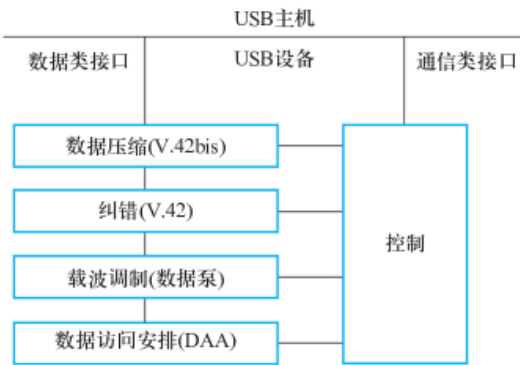 USB主机
数据类接口
USB设备
通信类接口
数据压缩(V.42bis)
纠错(V.42)
控制
载波调制(数据泵)
数据访问安排(DAA)